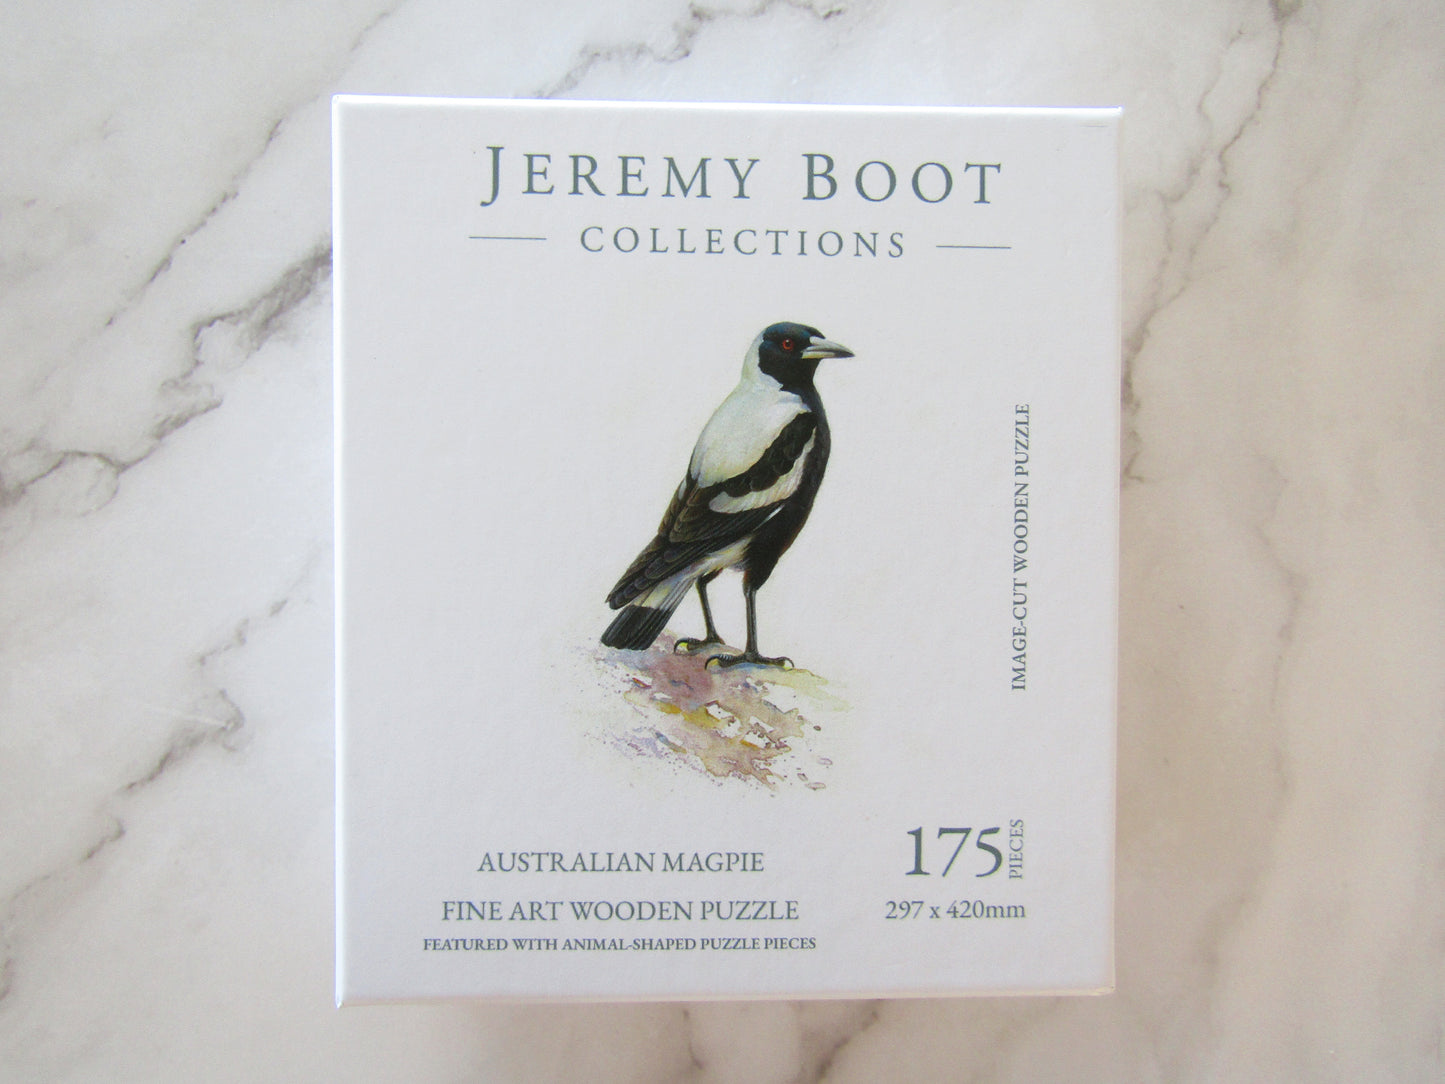 JEREMY BOOT
COLLECTIONS
IMAGE-CUT WOODEN PUZZLE
AUSTRALIAN MAGPIE
FINE ART WOODEN PUZZLE
FEATURED WITH ANIMAL-SHAPED PUZZLE PIECES
175 PIECES
297 x 420mm